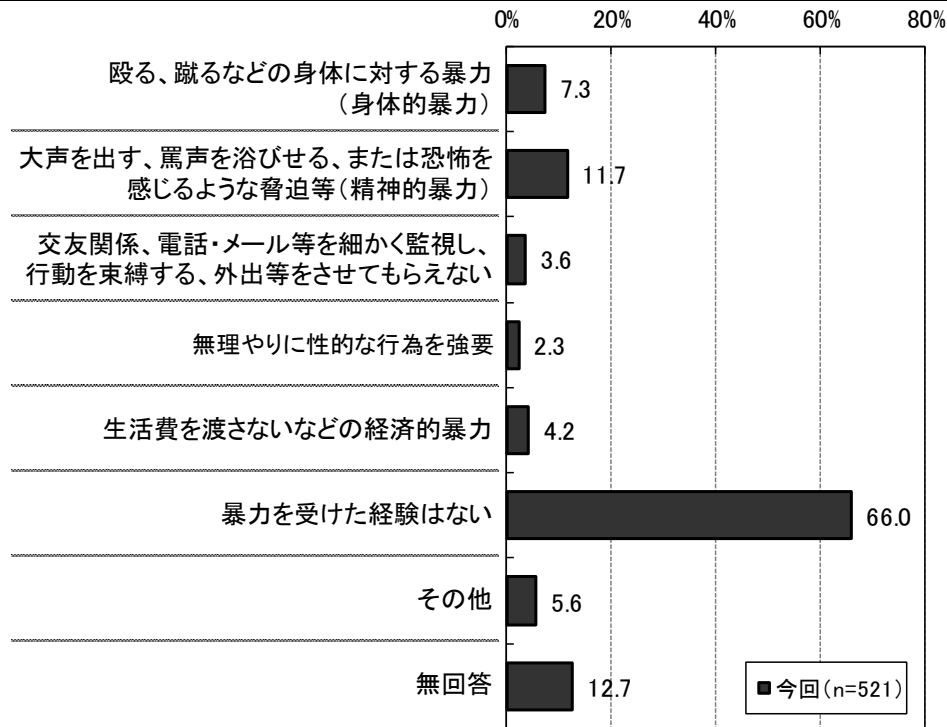 0% 20% 40% 60% 80%
殴る、蹴るなどの身体に対する暴力
（身体的暴力）
7.3
大声を出す、罵声を浴びせる、または恐怖を
感じるような脅迫等（精神的暴力）
11.7
交友関係、電話・メール等を細かく監視し、
行動を束縛する、外出等をさせてもらえない
3.6
無理やりに性的な行為を強要
2.3
生活費を渡さないなどの経済的暴力
4.2
暴力を受けた経験はない
66.0
その他
5.6
無回答
12.7
今回（n=521）